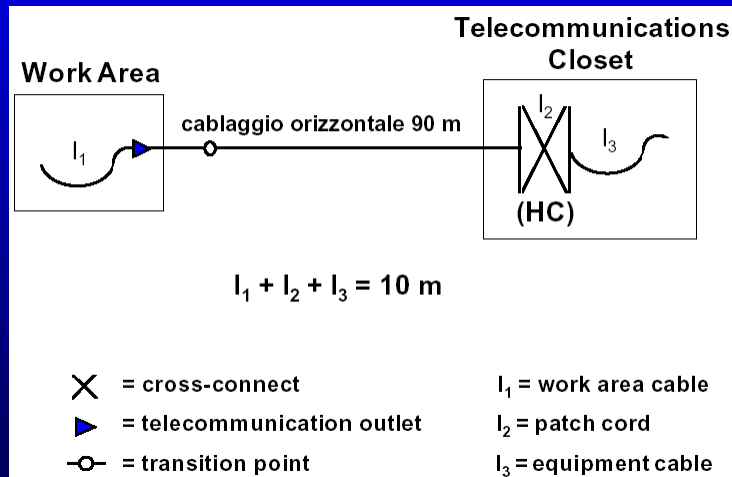 Telecommunications
Closet
Work Area
l₁
cablaggio orizzontale 90 m
l₂
l₃
(HC)
l₁ + l₂ + l₃ = 10 m
= cross-connect
l₁ = work area cable
= telecommunication outlet
l₂ = patch cord
= transition point
l₃ = equipment cable